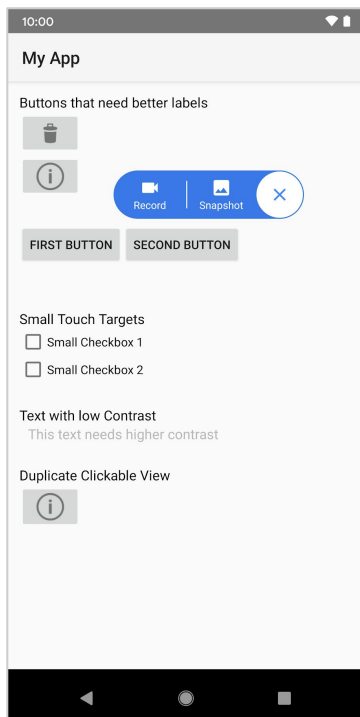 10:00
My App
Buttons that need better labels
Record
Snapshot
FIRST BUTTON
SECOND BUTTON
Small Touch Targets
Small Checkbox 1
Small Checkbox 2
Text with low Contrast
This text needs higher contrast
Duplicate Clickable View